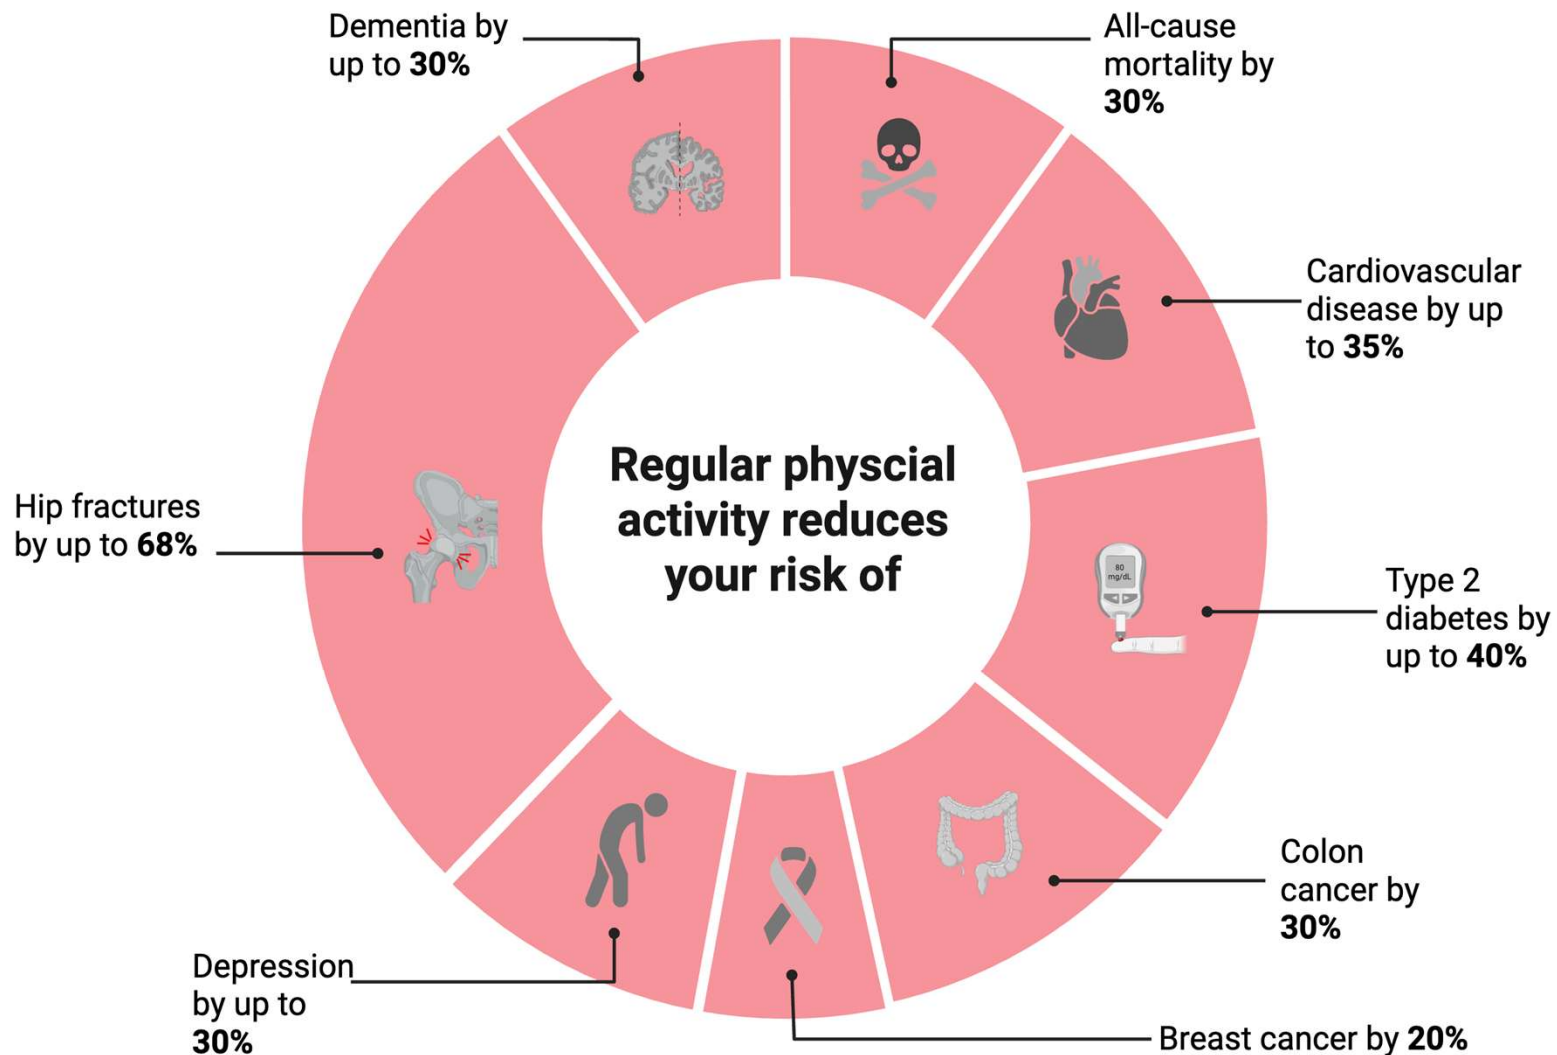 Dementia by
up to 30%
All-cause
mortality by
30%
Cardiovascular
disease by up
to 35%
Regular physcial
activity reduces
your risk of
Hip fractures
by up to 68%
80
mg/dL
Type 2
diabetes by
up to 40%
Colon
cancer by
30%
Depression
by up to
30%
Breast cancer by 20%